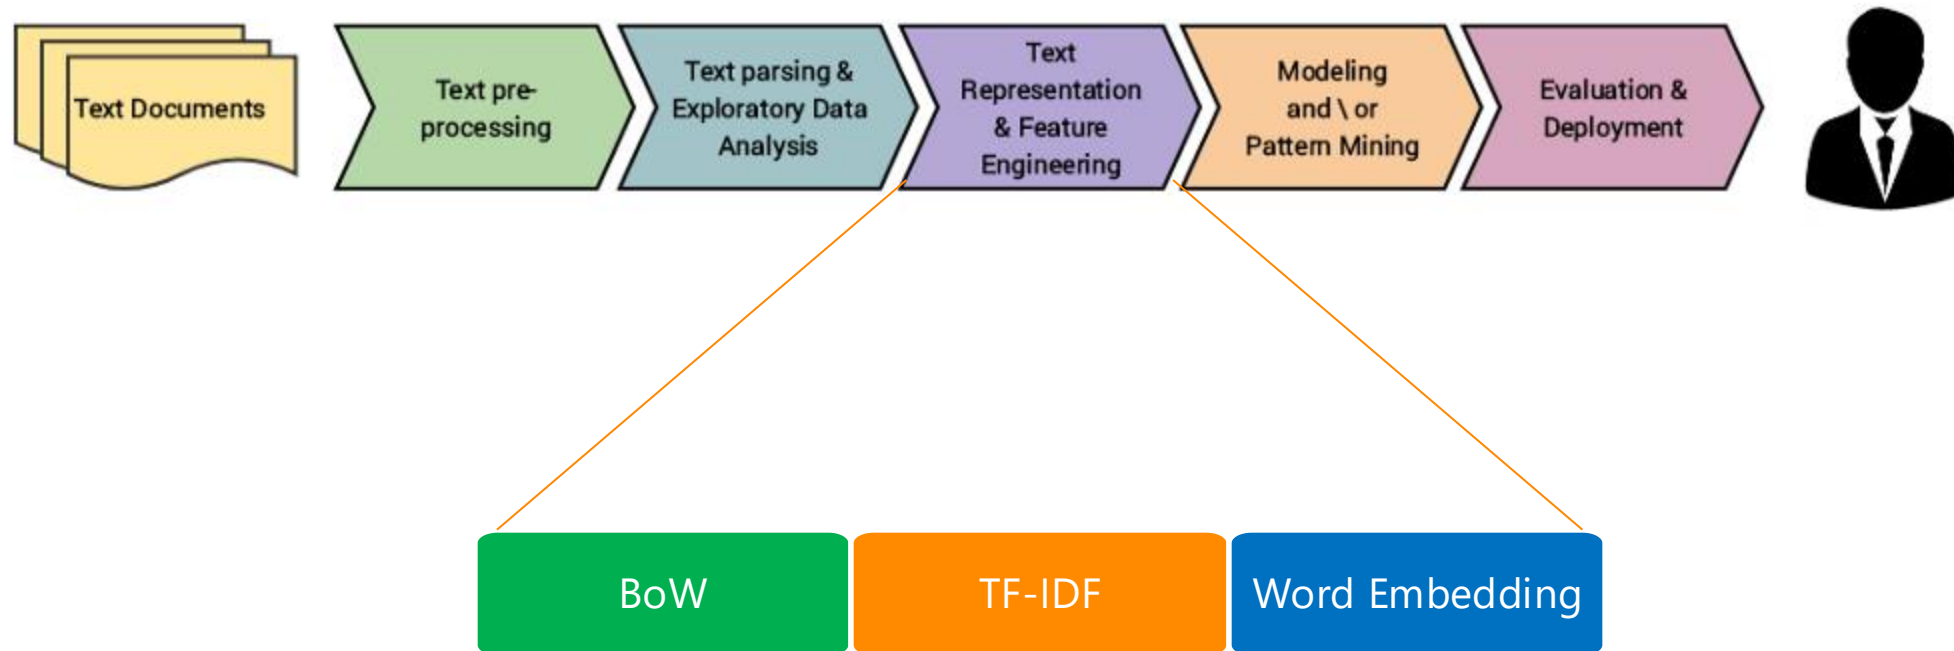 Text Documents
Text pre-
processing
Text parsing &
Exploratory Data
Analysis
Text
Representation
& Feature
Engineering
Modeling
and \ or
Pattern Mining
Evaluation &
Deployment
BoW
TF-IDF
Word Embedding